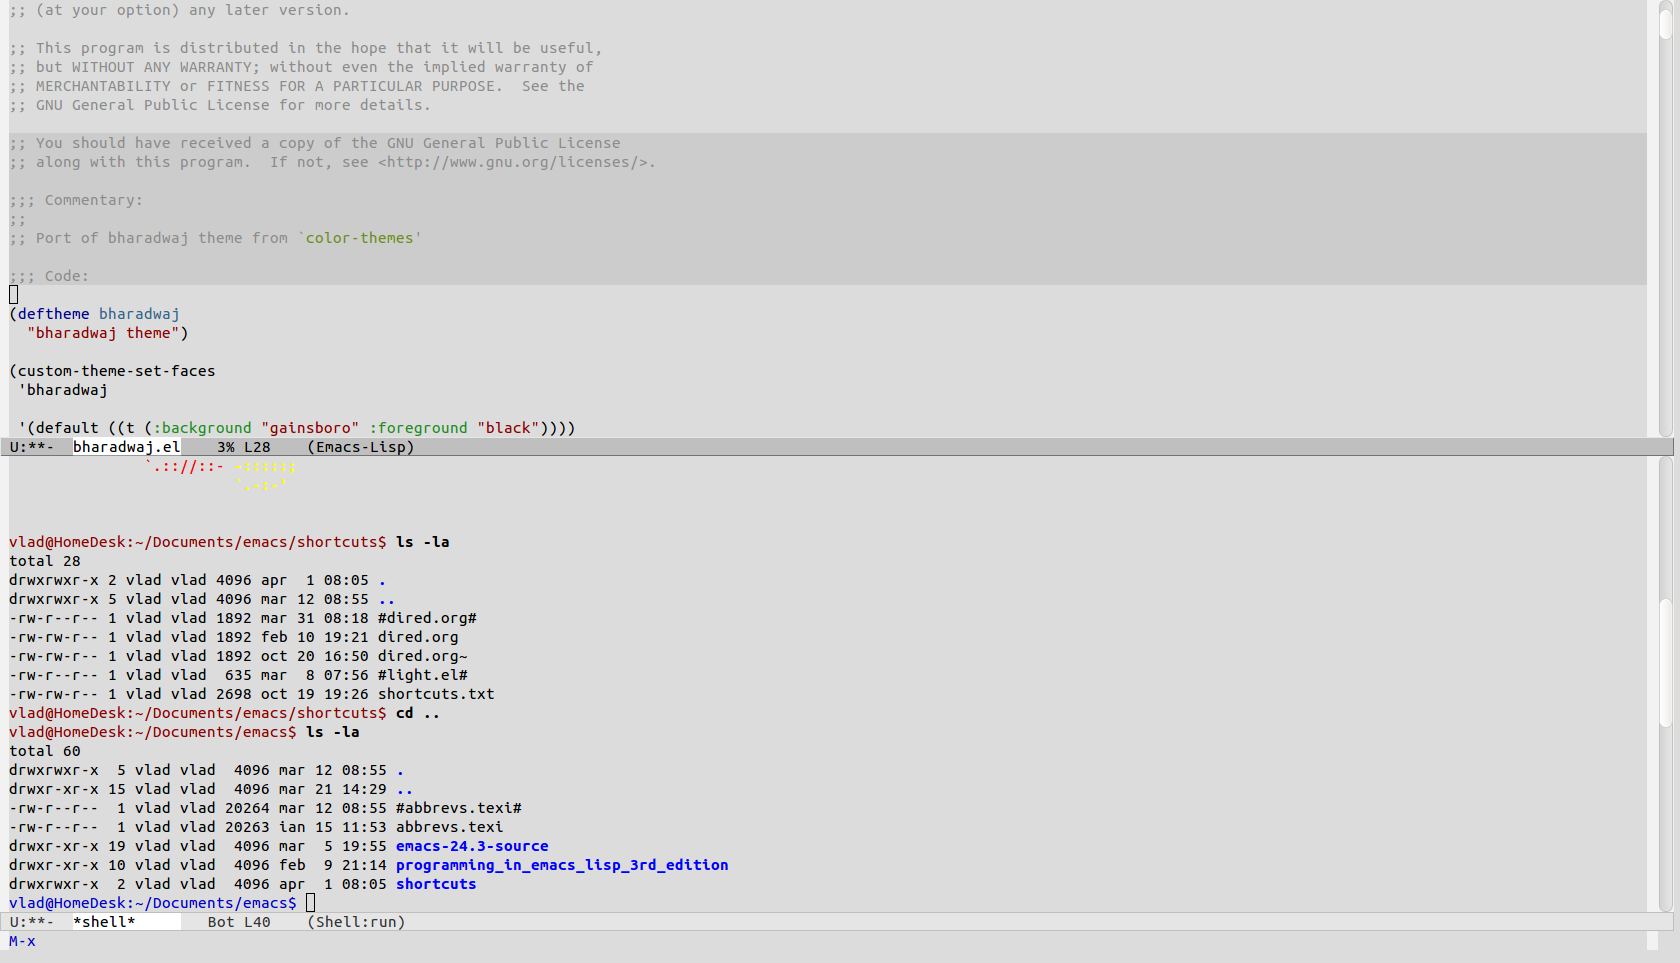 ;; (at your option) any later version.

;; This program is distributed in the hope that it will be useful,
;; but WITHOUT ANY WARRANTY; without even the implied warranty of
;; MERCHANTABILITY or FITNESS FOR A PARTICULAR PURPOSE.  See the
;; GNU General Public License for more details.

;; You should have received a copy of the GNU General Public License
;; along with this program.  If not, see <http://www.gnu.org/licenses/>.

;;; Commentary:
;;
;; Port of bharadwaj theme from `color-themes'

;;; Code:

(deftheme bharadwaj
  "bharadwaj theme")

(custom-theme-set-faces
 'bharadwaj

 '(default ((t (:background "gainsboro" :foreground "black"))))
U:**-  bharadwaj.el    3% L28    (Emacs-Lisp)
               `.:://::- -:::::;
                         `.-:-'

vlad@HomeDesk:~/Documents/emacs/shortcuts$ ls -la
total 28
drwxrwxr-x 2 vlad vlad 4096 apr  1 08:05 .
drwxrwxr-x 5 vlad vlad 4096 mar 12 08:55 ..
-rw-r--r-- 1 vlad vlad 1892 mar 31 08:18 #dired.org#
-rw-rw-r-- 1 vlad vlad 1892 feb 10 19:21 dired.org
-rw-rw-r-- 1 vlad vlad 1892 oct 20 16:50 dired.org~
-rw-r--r-- 1 vlad vlad  635 mar  8 07:56 #light.el#
-rw-rw-r-- 1 vlad vlad 2698 oct 19 19:26 shortcuts.txt
vlad@HomeDesk:~/Documents/emacs/shortcuts$ cd ..
vlad@HomeDesk:~/Documents/emacs$ ls -la
total 60
drwxrwxr-x  5 vlad vlad  4096 mar 12 08:55 .
drwxr-xr-x 15 vlad vlad  4096 mar 21 14:29 ..
-rw-r--r--  1 vlad vlad 20264 mar 12 08:55 #abbrevs.texi#
-rw-r--r--  1 vlad vlad 20263 ian 15 11:53 abbrevs.texi
drwxr-xr-x 19 vlad vlad  4096 mar  5 19:55 emacs-24.3-source
drwxr-xr-x 10 vlad vlad  4096 feb  9 21:14 programming_in_emacs_lisp_3rd_edition
drwxrwxr-x  2 vlad vlad  4096 apr  1 08:05 shortcuts
vlad@HomeDesk:~/Documents/emacs$
U:**-  *shell*        Bot L40    (Shell:run)
M-x